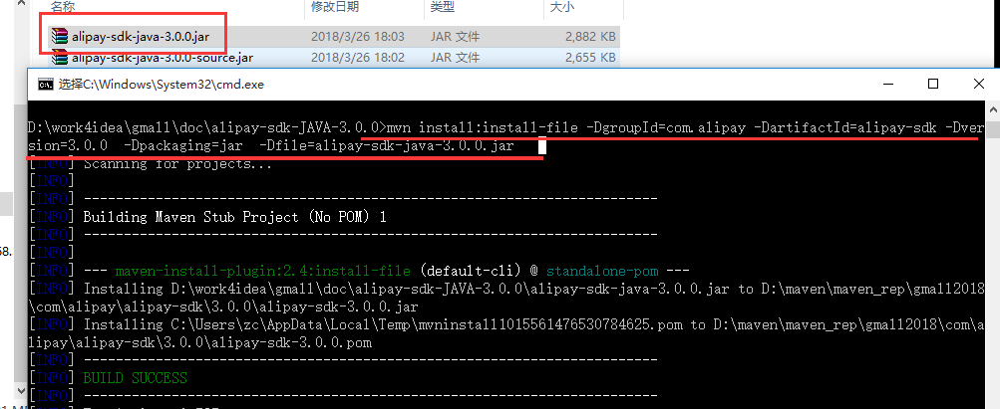 名称 修改日期 类型 大小
alipay-sdk-java-3.0.0.jar 2018/3/26 18:03 JAR 文件 2,882 KB
alipay-sdk-java-3.0.0-source.jar 2018/3/26 18:02 JAR 文件 2,655 KB
选择C:\Windows\System32\cmd.exe
D:\work4idea\gmall\doc\alipay-sdk-JAVA-3.0.0>mvn install:install-file -DgroupId=com.alipay -DartifactId=alipay-sdk -Dver
sion=3.0.0 -Dpackaging=jar -Dfile=alipay-sdk-java-3.0.0.jar
[INFO] Scanning for projects...
[INFO]
[INFO] ------------------------------------------------------------------------
[INFO] Building Maven Stub Project (No POM) 1
[INFO] ------------------------------------------------------------------------
[INFO]
[INFO] --- maven-install-plugin:2.4:install-file (default-cli) @ standalone-pom ---
[INFO] Installing D:\work4idea\gmall\doc\alipay-sdk-JAVA-3.0.0\alipay-sdk-java-3.0.0.jar to D:\maven\maven_rep\gmall2018
\com\alipay\alipay-sdk\3.0.0\alipay-sdk-3.0.0.jar
[INFO] Installing C:\Users\zc\AppData\Local\Temp\mvninstall1015561476530784625.pom to D:\maven\maven_rep\gmall2018\com\a
lipay\alipay-sdk\3.0.0\alipay-sdk-3.0.0.pom
[INFO] ------------------------------------------------------------------------
[INFO] BUILD SUCCESS
[INFO] ------------------------------------------------------------------------